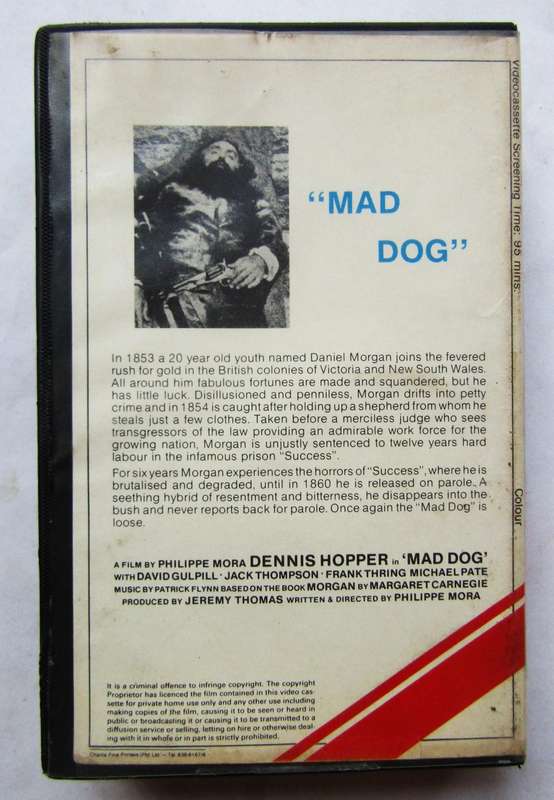 "MAD
DOG"
In 1853 a 20 year old youth named Daniel Morgan joins the fevered
rush for gold in the British colonies of Victoria and New South Wales.
All around him fabulous fortunes are made and squandered, but he
has little luck. Disillusioned and penniless, Morgan drifts into petty
crime and in 1854 is caught after holding up a shepherd from whom he
steals just a few clothes. Taken before a merciless judge who sees
transgressors of the law providing an admirable work force for the
growing nation, Morgan is unjustly sentenced to twelve years hard
labour in the infamous prison "Success".
For six years Morgan experiences the horrors of "Success", where he is
brutalised and degraded, until in 1860 he is released on parole. A
seething hybrid of resentment and bitterness, he disappears into the
bush and never reports back for parole. Once again the "Mad Dog" is
loose.
A FILM BY PHILIPPE MORA DENNIS HOPPER in 'MAD DOG'
WITH DAVID GULPILL · JACK THOMPSON · FRANK THRING MICHAEL PATE
MUSIC BY PATRICK FLYNN BASED ON THE BOOK MORGAN BY MARGARET CARNEGIE
PRODUCED BY JEREMY THOMAS WRITTEN & DIRECTED BY PHILIPPE MORA
It is a criminal offence to infringe copyright. The copyright
Proprietor has licenced the film contained in this video cas-
sette for private home use only and any other use including
making copies of the film, causing it to be seen or heard in
public or broadcasting it or causing it to be transmitted to a
diffusion service or selling, letting on hire or otherwise deal-
ing with it in whole or in part is strictly prohibited.
Videocassette Screening Time: 95 mins.
Colour